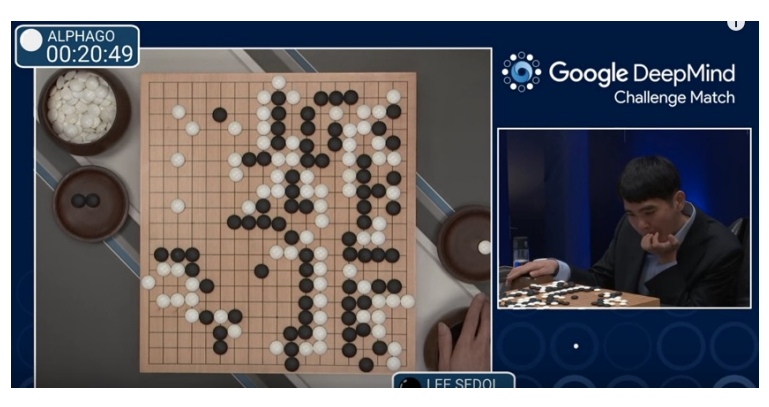 ALPHAGO
00:20:49
Google DeepMind
Challenge Match
LEE SEDOL